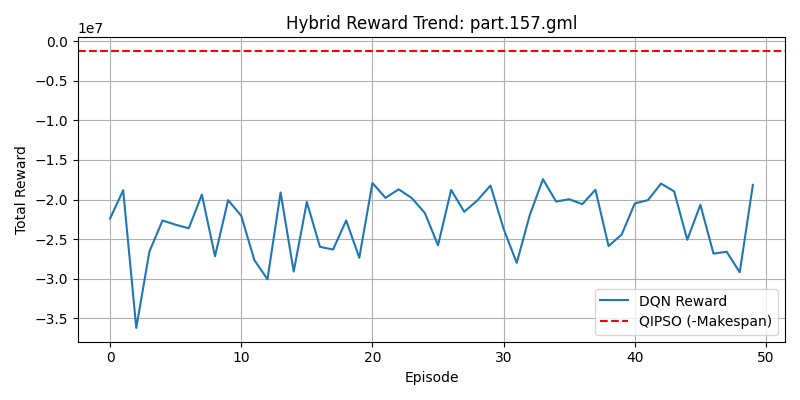 Hybrid Reward Trend: part.157.gml
1e7
0.0
−0.5
−1.0
−1.5
−2.0
−2.5
−3.0
−3.5
Total Reward
0 10 20 30 40 50
Episode
DQN Reward
QIPSO (-Makespan)